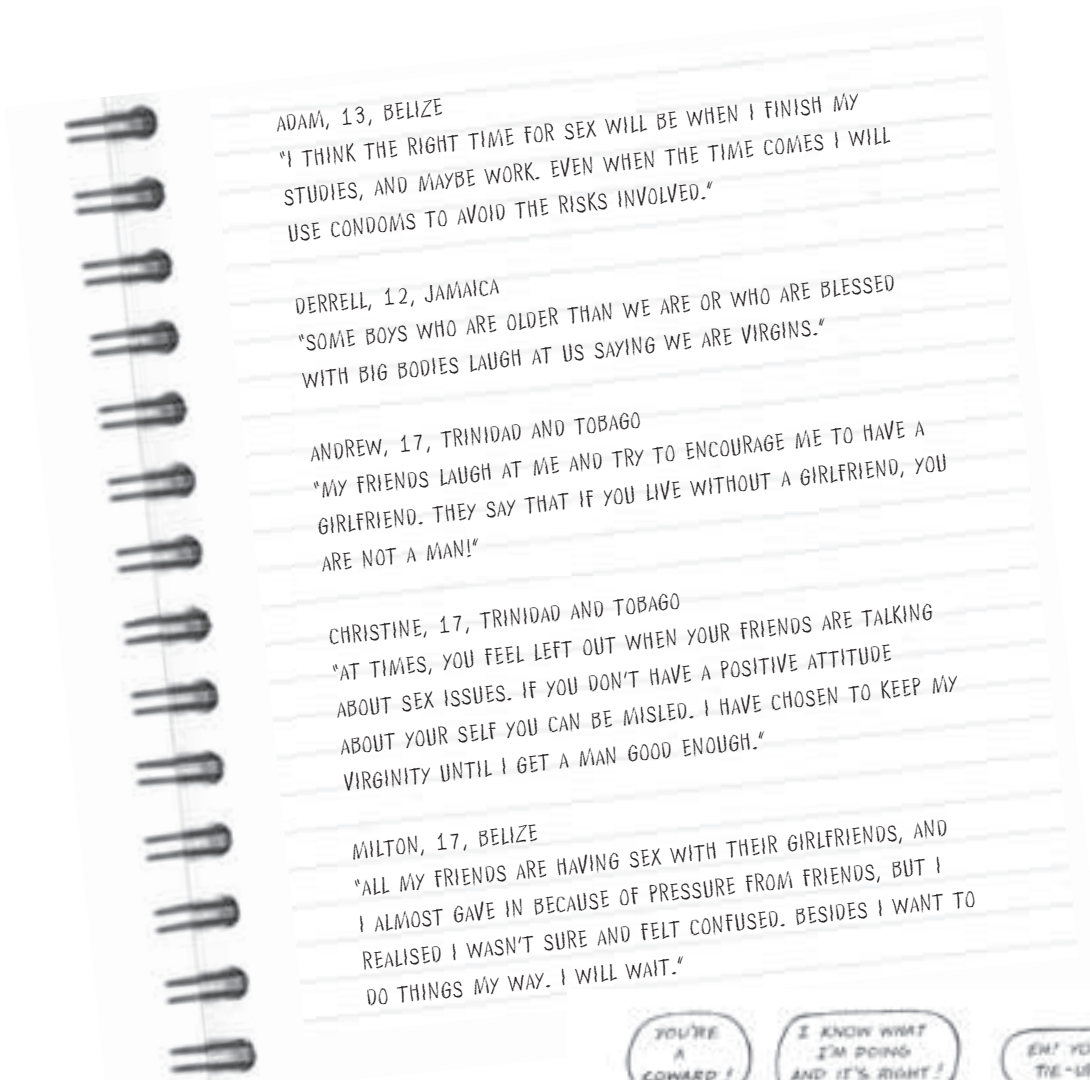 ADAM, 13, BELIZE
"I THINK THE RIGHT TIME FOR SEX WILL BE WHEN I FINISH MY
STUDIES, AND MAYBE WORK. EVEN WHEN THE TIME COMES I WILL
USE CONDOMS TO AVOID THE RISKS INVOLVED."
DERRELL, 12, JAMAICA
"SOME BOYS WHO ARE OLDER THAN WE ARE OR WHO ARE BLESSED
WITH BIG BODIES LAUGH AT US SAYING WE ARE VIRGINS."
ANDREW, 17, TRINIDAD AND TOBAGO
"MY FRIENDS LAUGH AT ME AND TRY TO ENCOURAGE ME TO HAVE A
GIRLFRIEND. THEY SAY THAT IF YOU LIVE WITHOUT A GIRLFRIEND, YOU
ARE NOT A MAN!"
CHRISTINE, 17, TRINIDAD AND TOBAGO
"AT TIMES, YOU FEEL LEFT OUT WHEN YOUR FRIENDS ARE TALKING
ABOUT SEX ISSUES. IF YOU DON'T HAVE A POSITIVE ATTITUDE
ABOUT YOUR SELF YOU CAN BE MISLED. I HAVE CHOSEN TO KEEP MY
VIRGINITY UNTIL I GET A MAN GOOD ENOUGH."
MILTON, 17, BELIZE
"ALL MY FRIENDS ARE HAVING SEX WITH THEIR GIRLFRIENDS, AND
I ALMOST GAVE IN BECAUSE OF PRESSURE FROM FRIENDS, BUT I
REALISED I WASN'T SURE AND FELT CONFUSED. BESIDES I WANT TO
DO THINGS MY WAY. I WILL WAIT."
YOU'RE
A
COWARD!
I KNOW WHAT
I'M DOING
AND IT'S RIGHT!
EH!